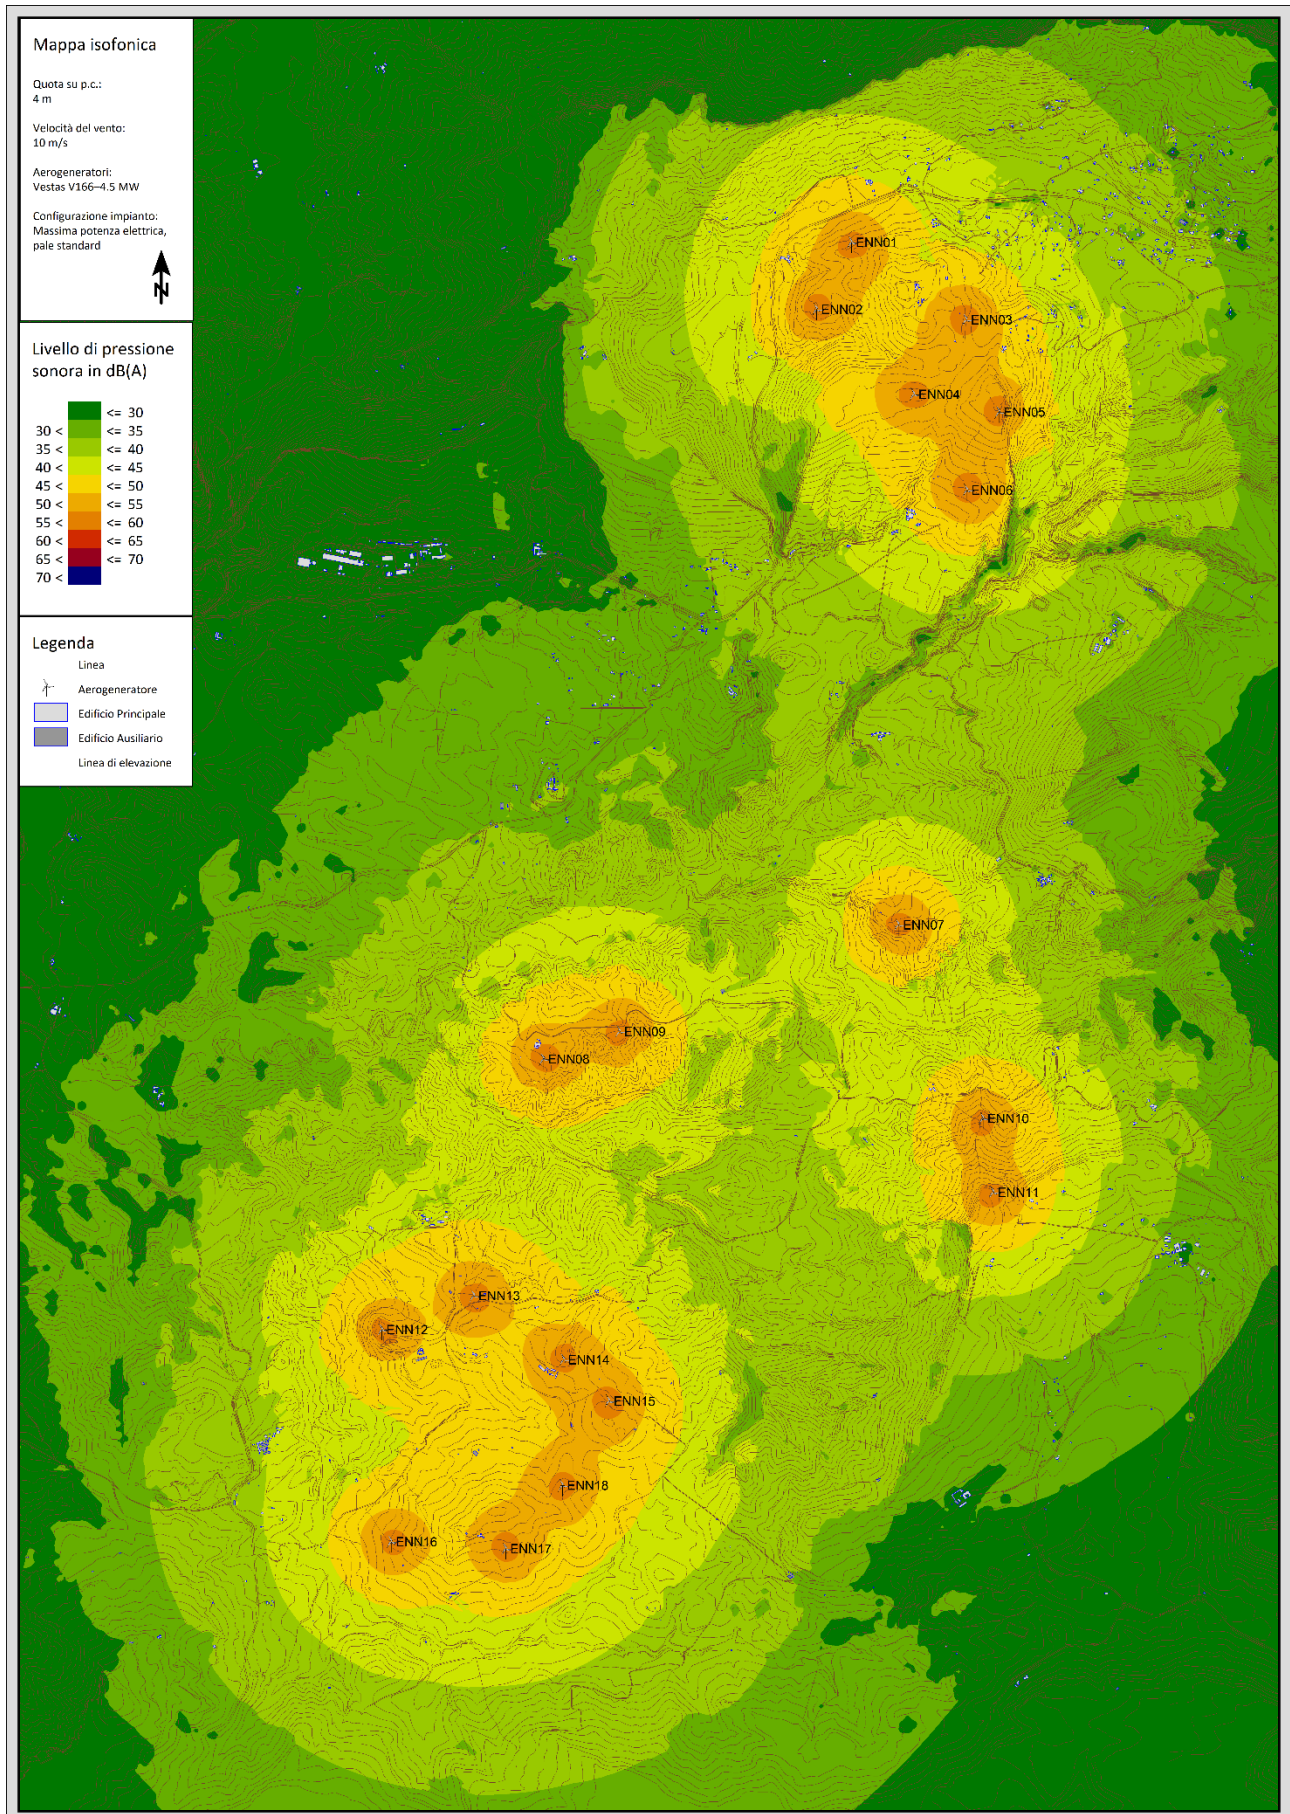 Mappa isofonica
Quota su p.c.:
4 m
Velocità del vento:
10 m/s
Aerogeneratori:
Vestas V166–4.5 MW
Configurazione impianto:
Massima potenza elettrica,
pale standard
N
Livello di pressione
sonora in dB(A)
<= 30
30 < <= 35
35 < <= 40
40 < <= 45
45 < <= 50
50 < <= 55
55 < <= 60
60 < <= 65
65 < <= 70
70 <
Legenda
Linea
Aerogeneratore
Edificio Principale
Edificio Ausiliario
Linea di elevazione
ENN01
ENN02
ENN03
ENN04
ENN05
ENN06
ENN07
ENN09
ENN08
ENN10
ENN11
ENN13
ENN12
ENN14
ENN15
ENN18
ENN16
ENN17